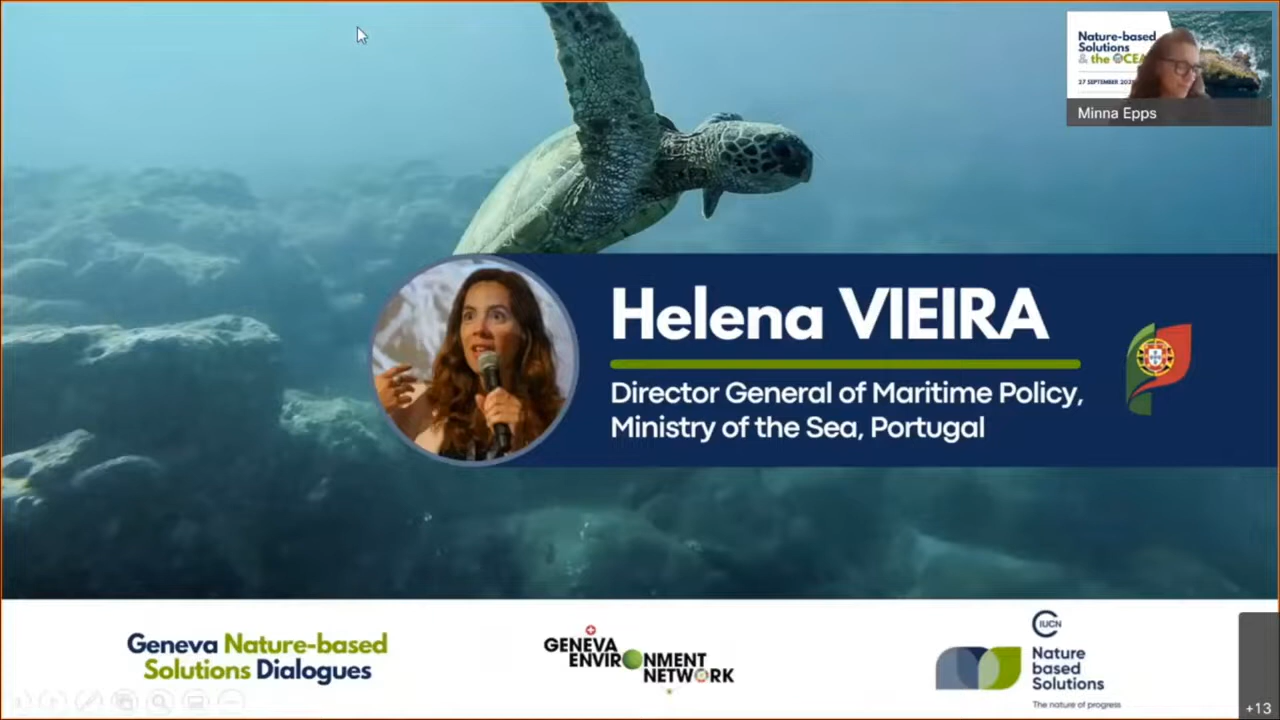 Nature-based
Solutions
& the OCEA
27 SEPTEMBER 202
Minna Epps
Helena VIEIRA
Director General of Maritime Policy,
Ministry of the Sea, Portugal
Geneva Nature-based
Solutions Dialogues
GENEVA
ENVIRONMENT
NETWORK
IUCN
Nature
based
Solutions
The nature of progress
+13